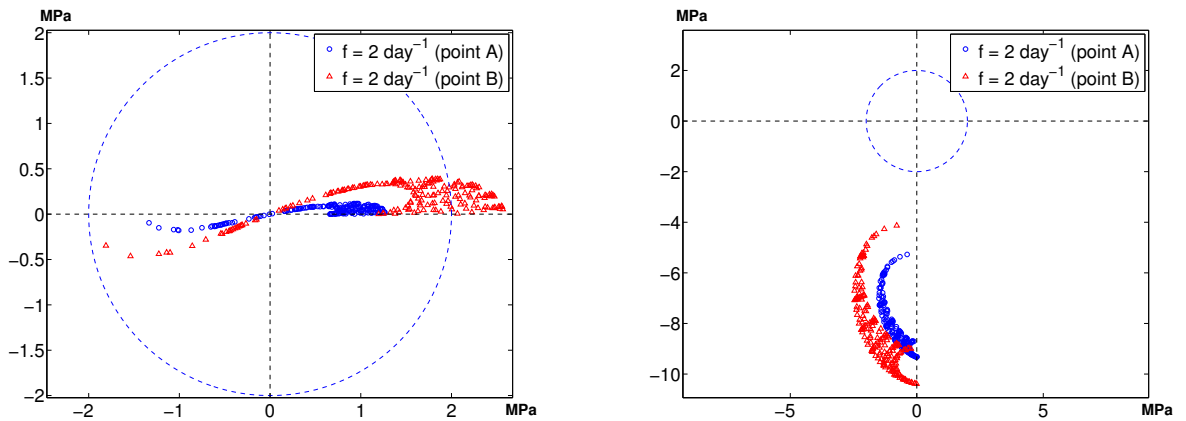 MPa
f = 2 day⁻¹ (point A)
f = 2 day⁻¹ (point B)
2
1.5
1
0.5
0
−0.5
−1
−1.5
−2
−2 −1 0 1 2 MPa
MPa
f = 2 day⁻¹ (point A)
f = 2 day⁻¹ (point B)
2
0
−2
−4
−6
−8
−10
−5 0 5 MPa